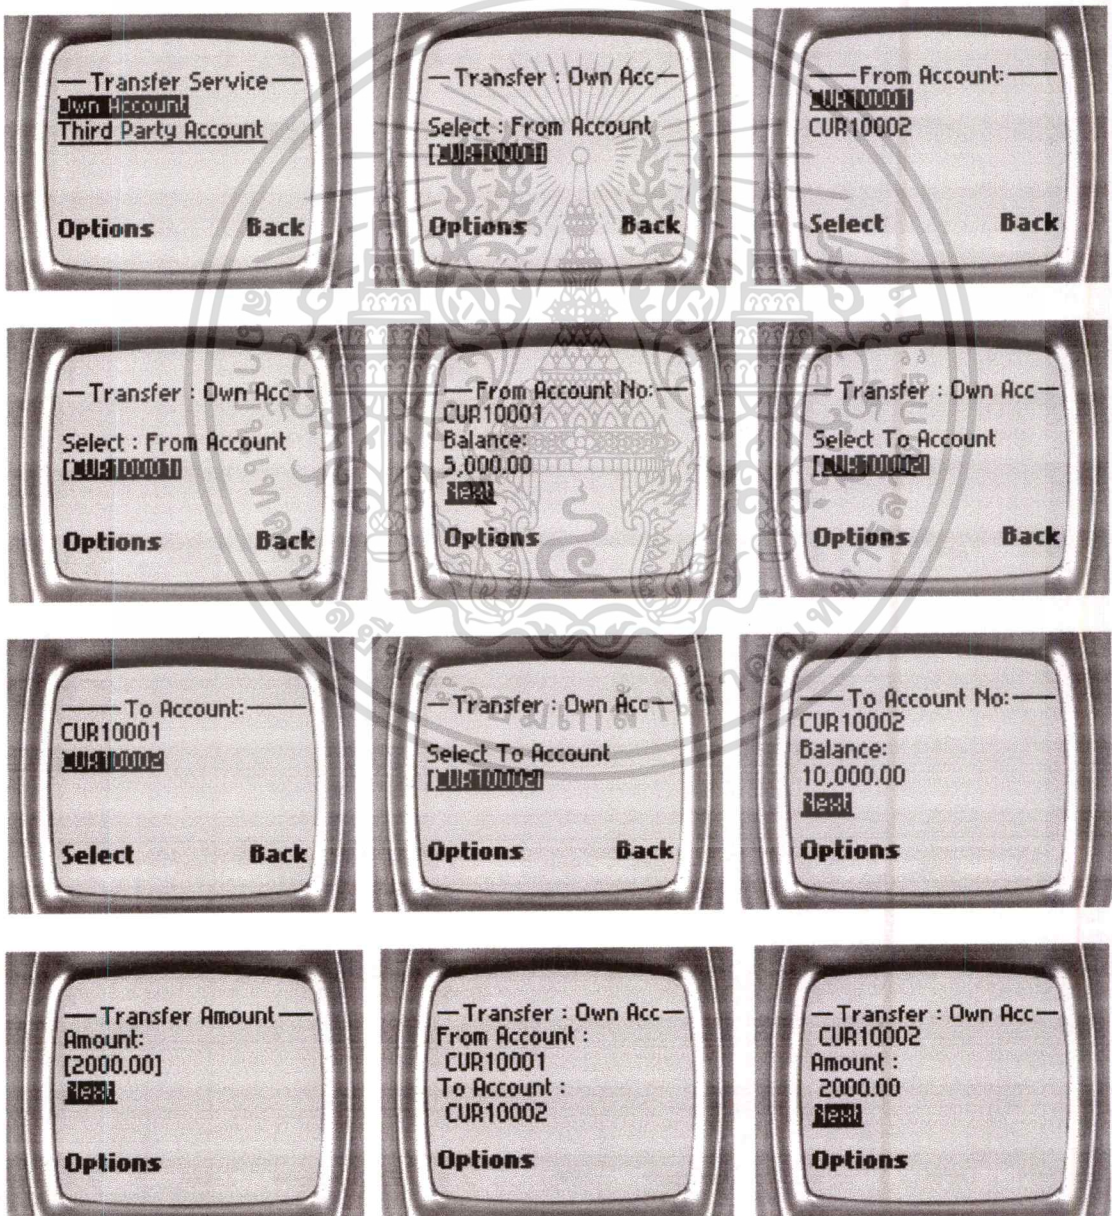 Transfer Service
Own Account
Third Party Account
Options Back
Transfer : Own Acc
Select : From Account
[CUR10001]
Options Back
From Account:
CUR10001
CUR10002
Select Back
Transfer : Own Acc
Select : From Account
[CUR10001]
Options Back
From Account No:
CUR10001
Balance:
5,000.00
Next
Options
Transfer : Own Acc
Select To Account
[CUR10002]
Options Back
To Account:
CUR10001
CUR10002
Select Back
Transfer : Own Acc
Select To Account
[CUR10002]
Options Back
To Account No:
CUR10002
Balance:
10,000.00
Next
Options
Transfer Amount
Amount:
[2000.00]
Next
Options
Transfer : Own Acc
From Account :
CUR10001
To Account :
CUR10002
Options
Transfer : Own Acc
CUR10002
Amount :
2000.00
Next
Options